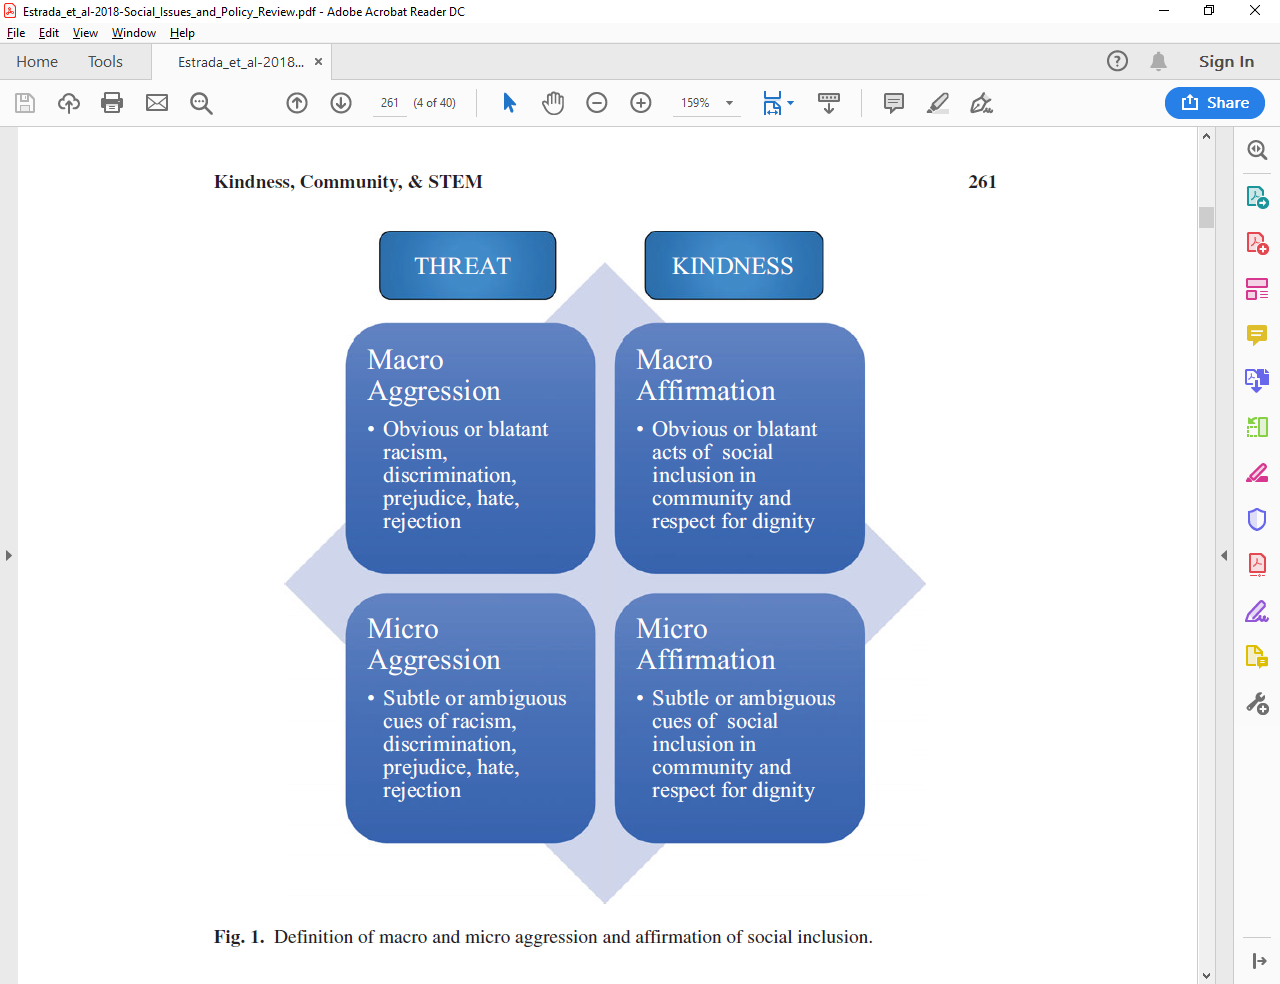 Estrada_et_al-2018-Social_Issues_and_Policy_Review.pdf - Adobe Acrobat Reader DC
File Edit View Window Help
Home Tools Estrada_et_al-2018... ×
Sign In
261 (4 of 40)
159%
Share
Kindness, Community, & STEM 261
THREAT
KINDNESS
Macro
Aggression
• Obvious or blatant
racism,
discrimination,
prejudice, hate,
rejection
Macro
Affirmation
• Obvious or blatant
acts of social
inclusion in
community and
respect for dignity
Micro
Aggression
• Subtle or ambiguous
cues of racism,
discrimination,
prejudice, hate,
rejection
Micro
Affirmation
• Subtle or ambiguous
cues of social
inclusion in
community and
respect for dignity
Fig. 1. Definition of macro and micro aggression and affirmation of social inclusion.